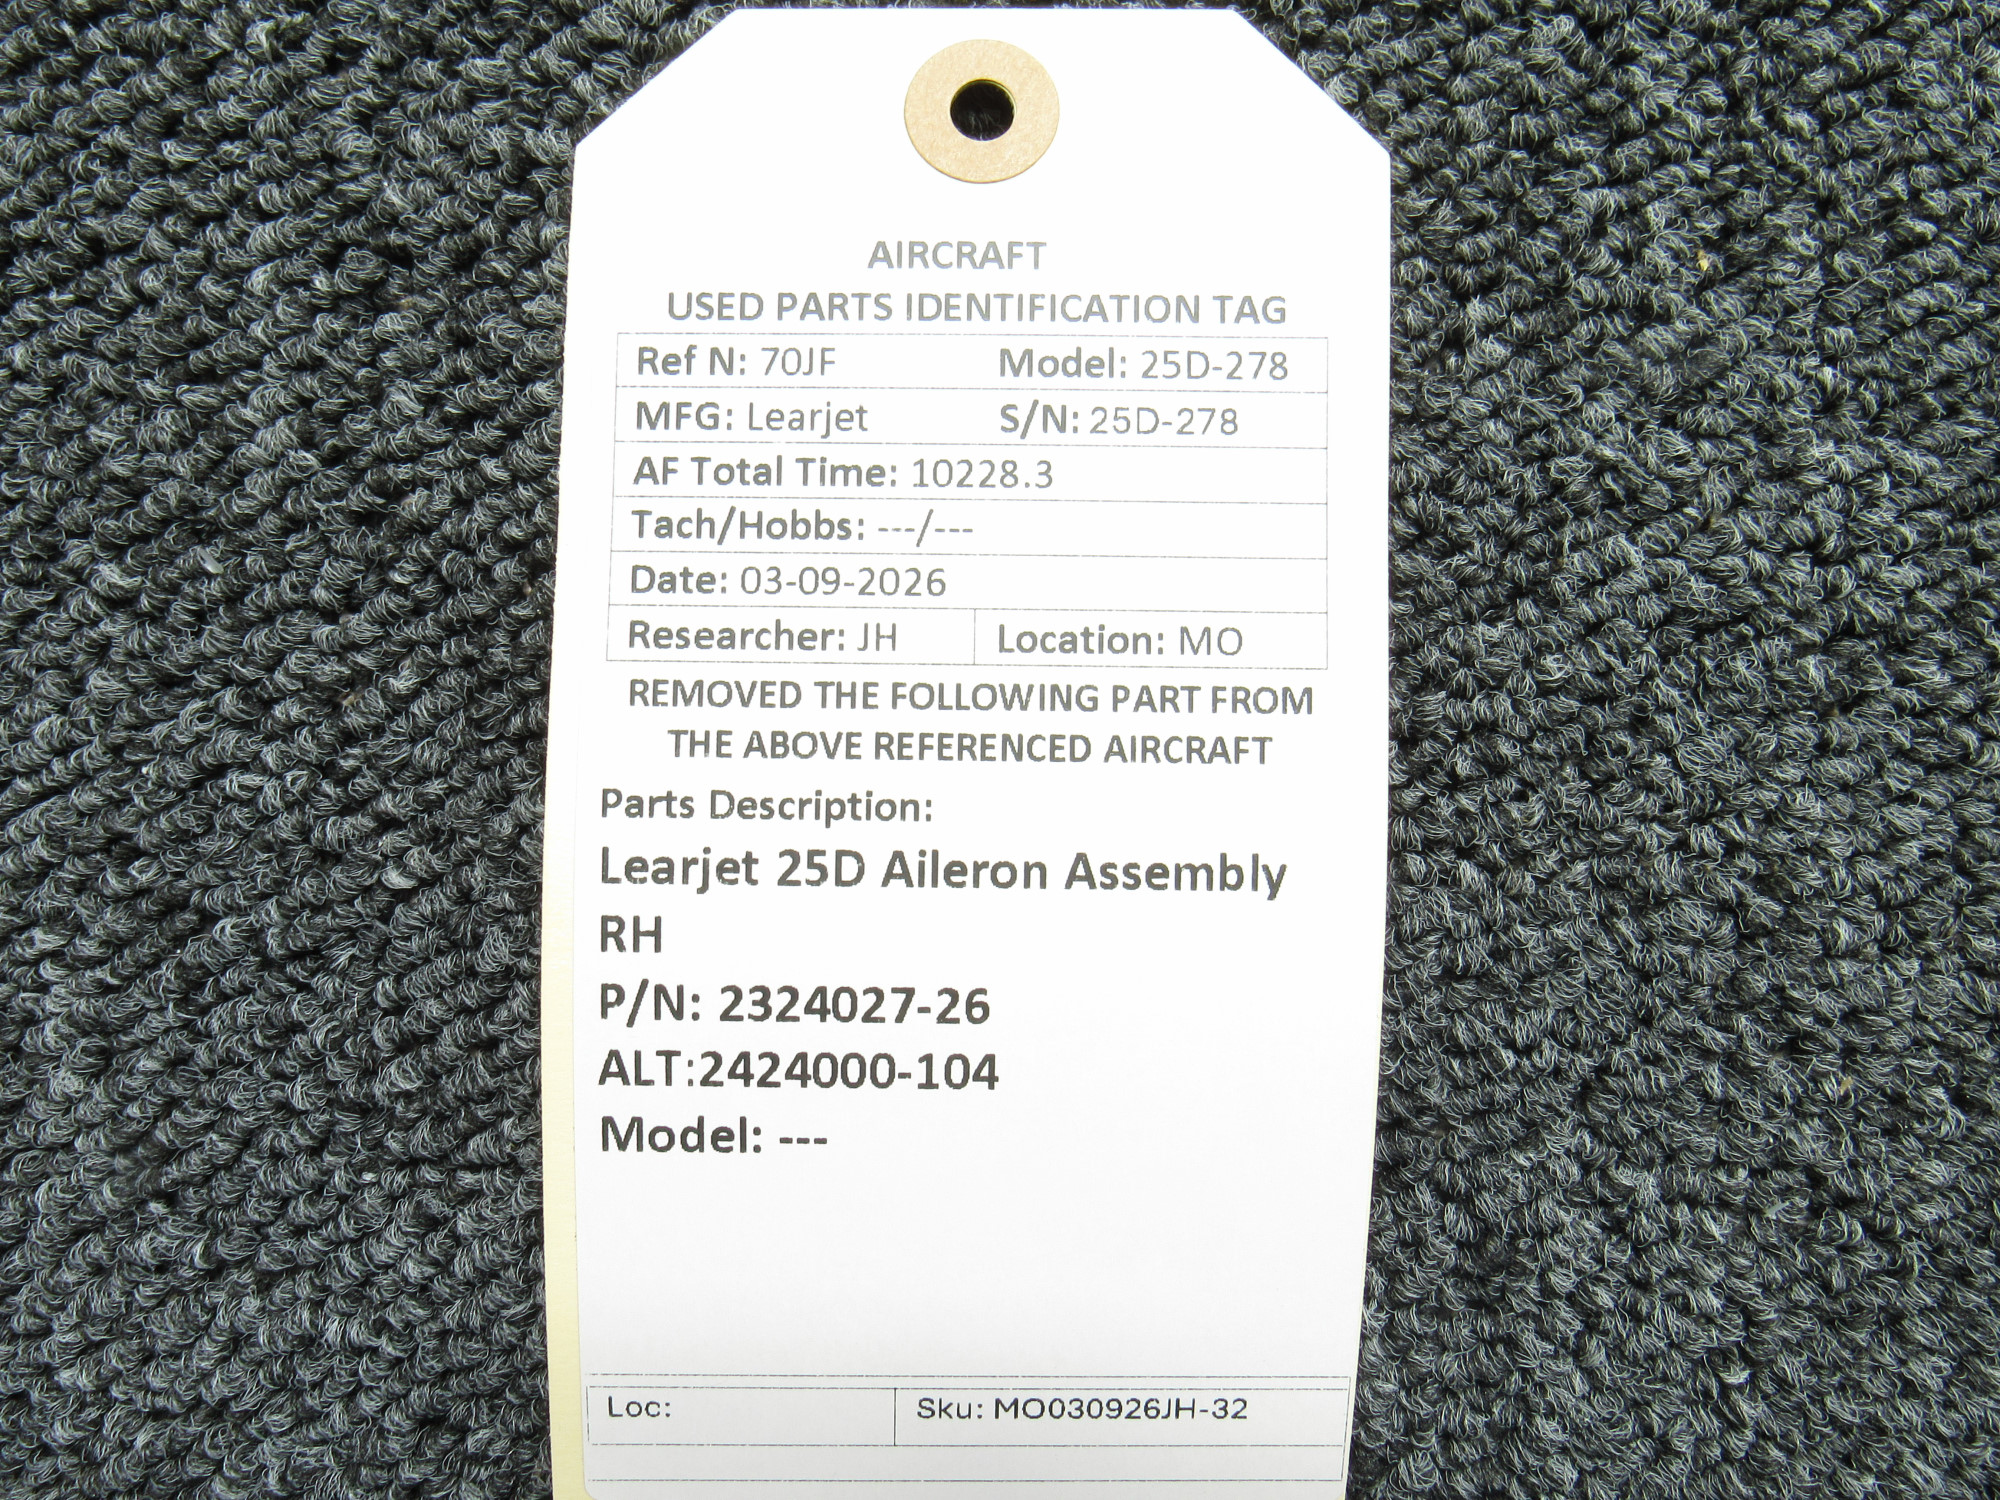 AIRCRAFT
USED PARTS IDENTIFICATION TAG
Ref N: 70JF Model: 25D-278
MFG: Learjet S/N: 25D-278
AF Total Time: 10228.3
Tach/Hobbs: ---/---
Date: 03-09-2026
Researcher: JH Location: MO
REMOVED THE FOLLOWING PART FROM
THE ABOVE REFERENCED AIRCRAFT
Parts Description:
Learjet 25D Aileron Assembly
RH
P/N: 2324027-26
ALT:2424000-104
Model: ---
Loc: Sku: MO030926JH-32